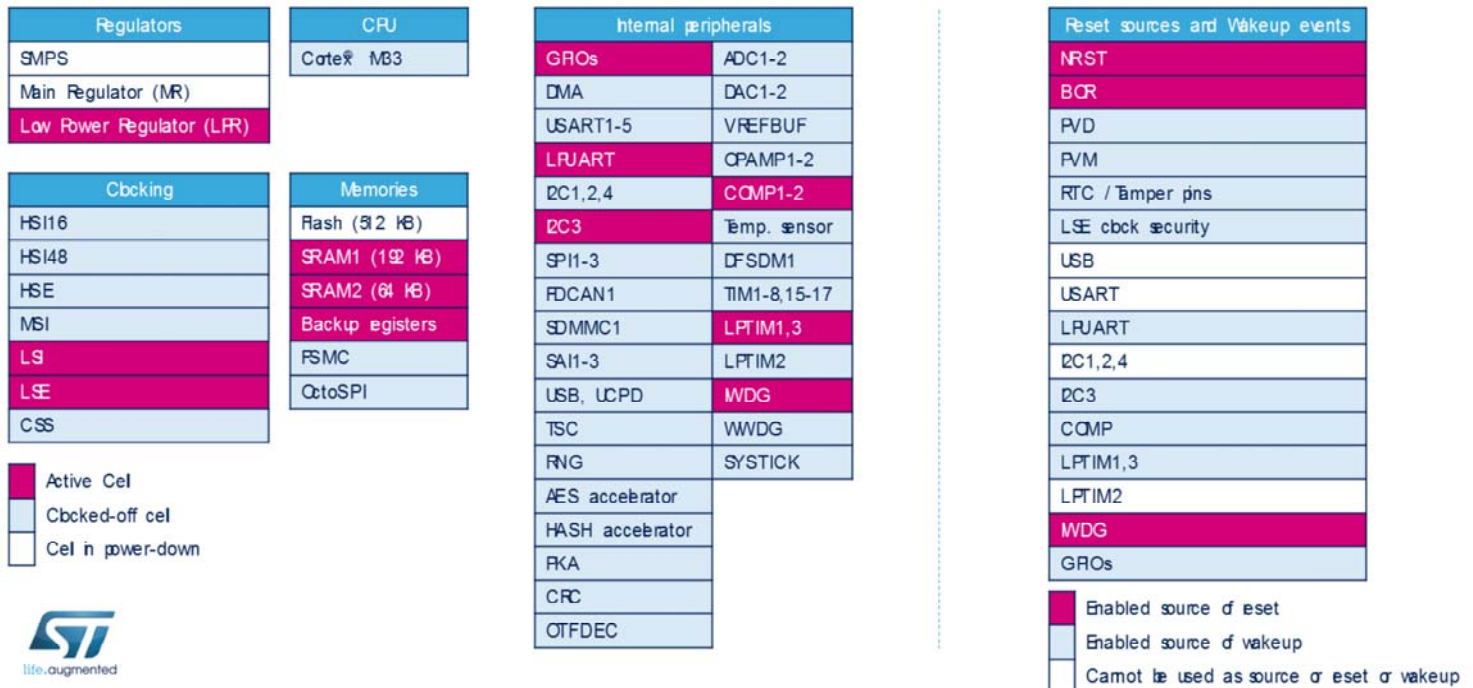 Regulators
SMPS
Main Regulator (MR)
Low Power Regulator (LPR)
CPU
Cortex® M33
Clocking
HSI16
HSI48
HSE
MSI
LSI
LSE
CSS
Memories
Flash (512 KB)
SRAM1 (192 KB)
SRAM2 (64 KB)
Backup registers
FSMC
OctoSPI
Active Cell
Clocked-off cell
Cell in power-down
life.augmented
Internal peripherals
GPIOs
ADC1-2
DMA
DAC1-2
USART1-5
VREFBUF
LPUART
OPAMP1-2
I2C1,2,4
COMP1-2
I2C3
Temp. sensor
SPI1-3
DFSDM1
FDCAN1
TIM1-8,15-17
SDMMC1
LPTIM1,3
SAI1-3
LPTIM2
USB, UCPD
IWDG
TSC
WWDG
RNG
SYSTICK
AES accelerator
HASH accelerator
PKA
CRC
OTFDEC
Reset sources and Wakeup events
NRST
BOR
PVD
PVM
RTC / Tamper pins
LSE clock security
USB
USART
LPUART
I2C1,2,4
I2C3
COMP
LPTIM1,3
LPTIM2
IWDG
GPIOs
Enabled source of reset
Enabled source of wakeup
Cannot be used as source or reset or wakeup